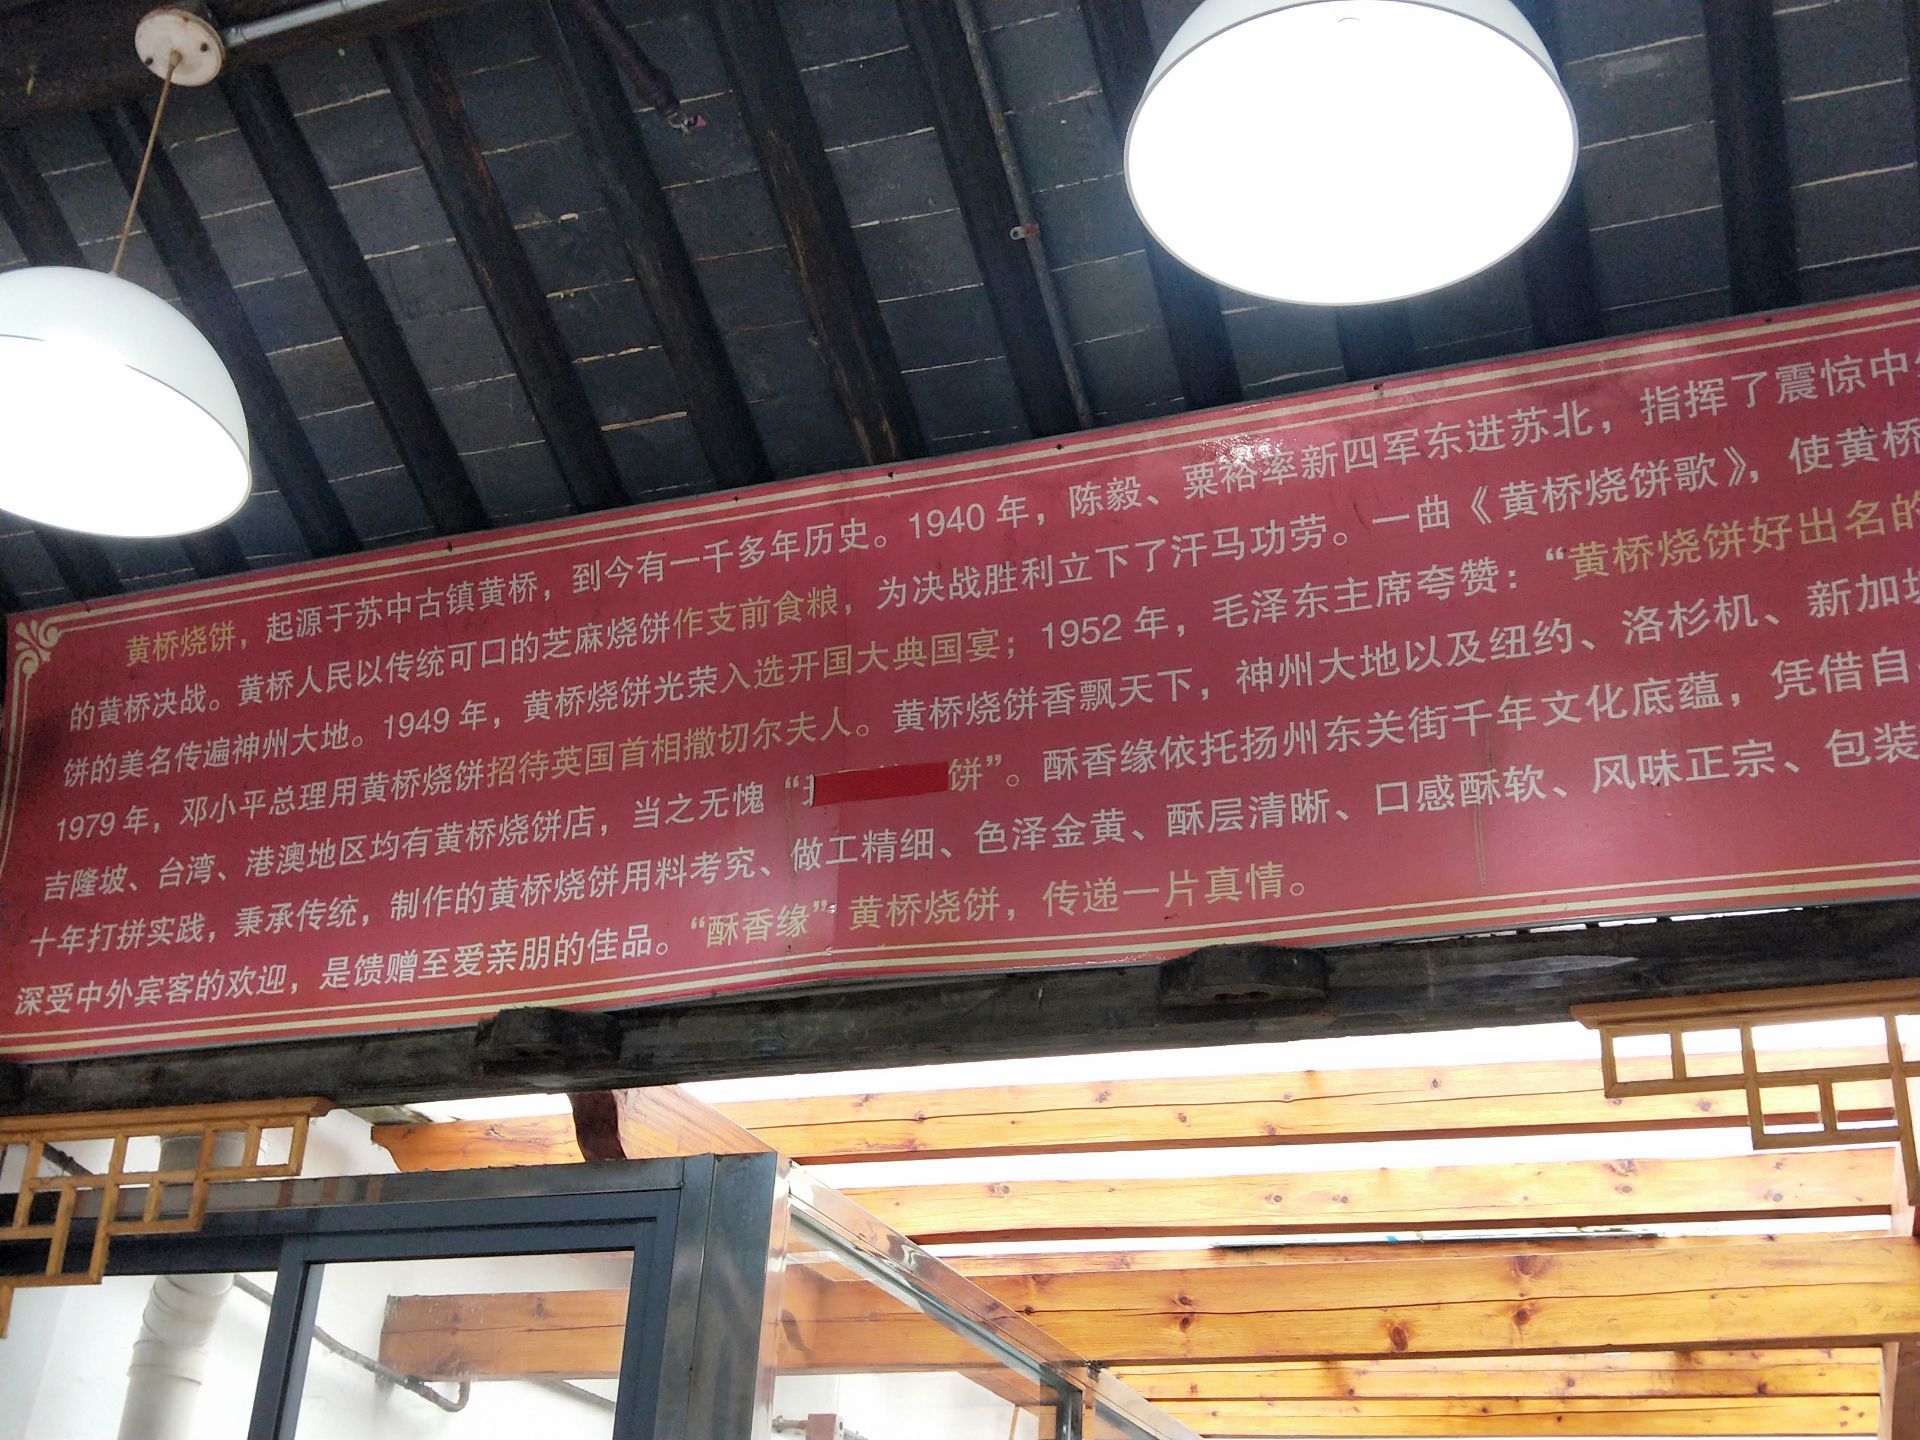 黄桥烧饼，起源于苏中古镇黄桥，到今有一千多年历史。1940年，陈毅、粟裕率新四军东进苏北，指挥了震惊中
的黄桥决战。黄桥人民以传统可口的芝麻烧饼作支前食粮，为决战胜利立下了汗马功劳。一曲《黄桥烧饼歌》，使黄桥
饼的美名传遍神州大地。1949年，黄桥烧饼光荣入选开国大典国宴；1952年，毛泽东主席夸赞：“黄桥烧饼好出名的
1979年，邓小平总理用黄桥烧饼招待英国首相撒切尔夫人。黄桥烧饼香飘天下，神州大地以及纽约、洛杉机、新加坡
吉隆坡、台湾、港澳地区均有黄桥烧饼店，当之无愧“饼”。酥香缘依托扬州东关街千年文化底蕴，凭借自
十年打拼实践，秉承传统，制作的黄桥烧饼用料考究、做工精细、色泽金黄、酥层清晰、口感酥软、风味正宗、包装
深受中外宾客的欢迎，是馈赠至爱亲朋的佳品。“酥香缘”黄桥烧饼，传递一片真情。